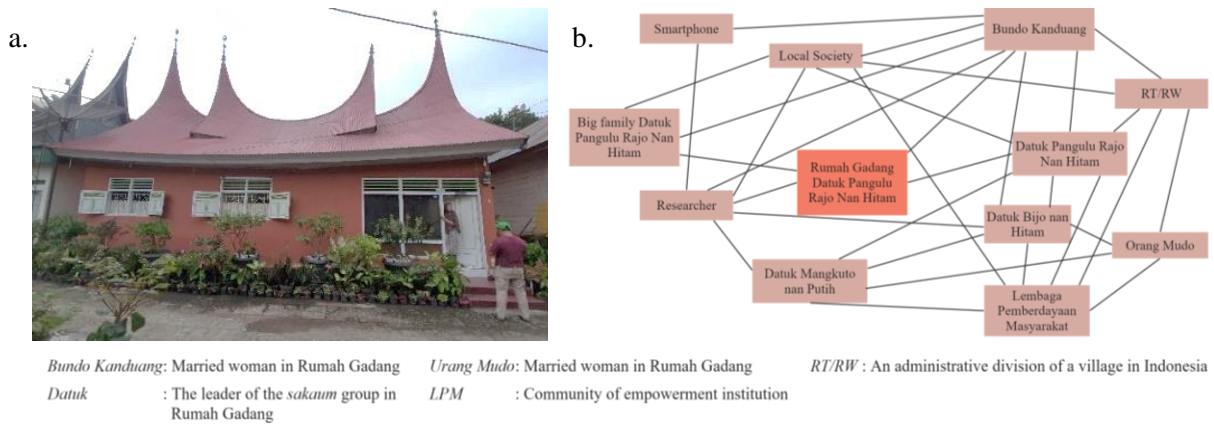 a.
b.
Smartphone
Bundo Kanduang
Local Society
RT/RW
Big family Datuk
Pangulu Rajo Nan
Hitam
Datuk Pangulu Rajo
Nan Hitam
Rumah Gadang
Datuk Pangulu
Rajo Nan Hitam
Researcher
Datuk Bijo nan
Hitam
Orang Mudo
Datuk Mangkuto
nan Putih
Lembaga
Pemberdayaan
Masyarakat
Bundo Kanduang: Married woman in Rumah Gadang
Urang Mudo: Married woman in Rumah Gadang
RT/RW : An administrative division of a village in Indonesia
Datuk : The leader of the sakaum group in
Rumah Gadang
LPM : Community of empowerment institution